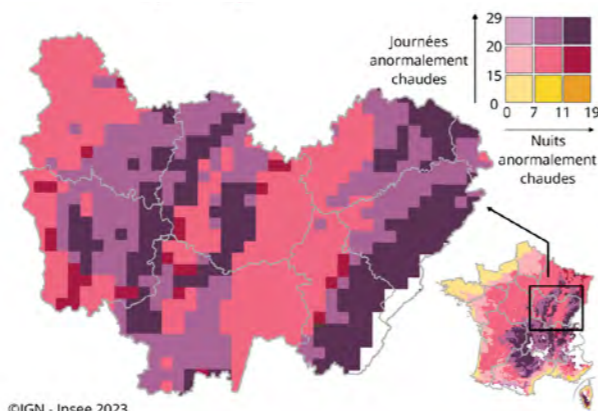 Journées
anormalement
chaudes
29
20
15
0
0 7 11 19
Nuits
anormalement
chaudes
©IGN - Insee 2023